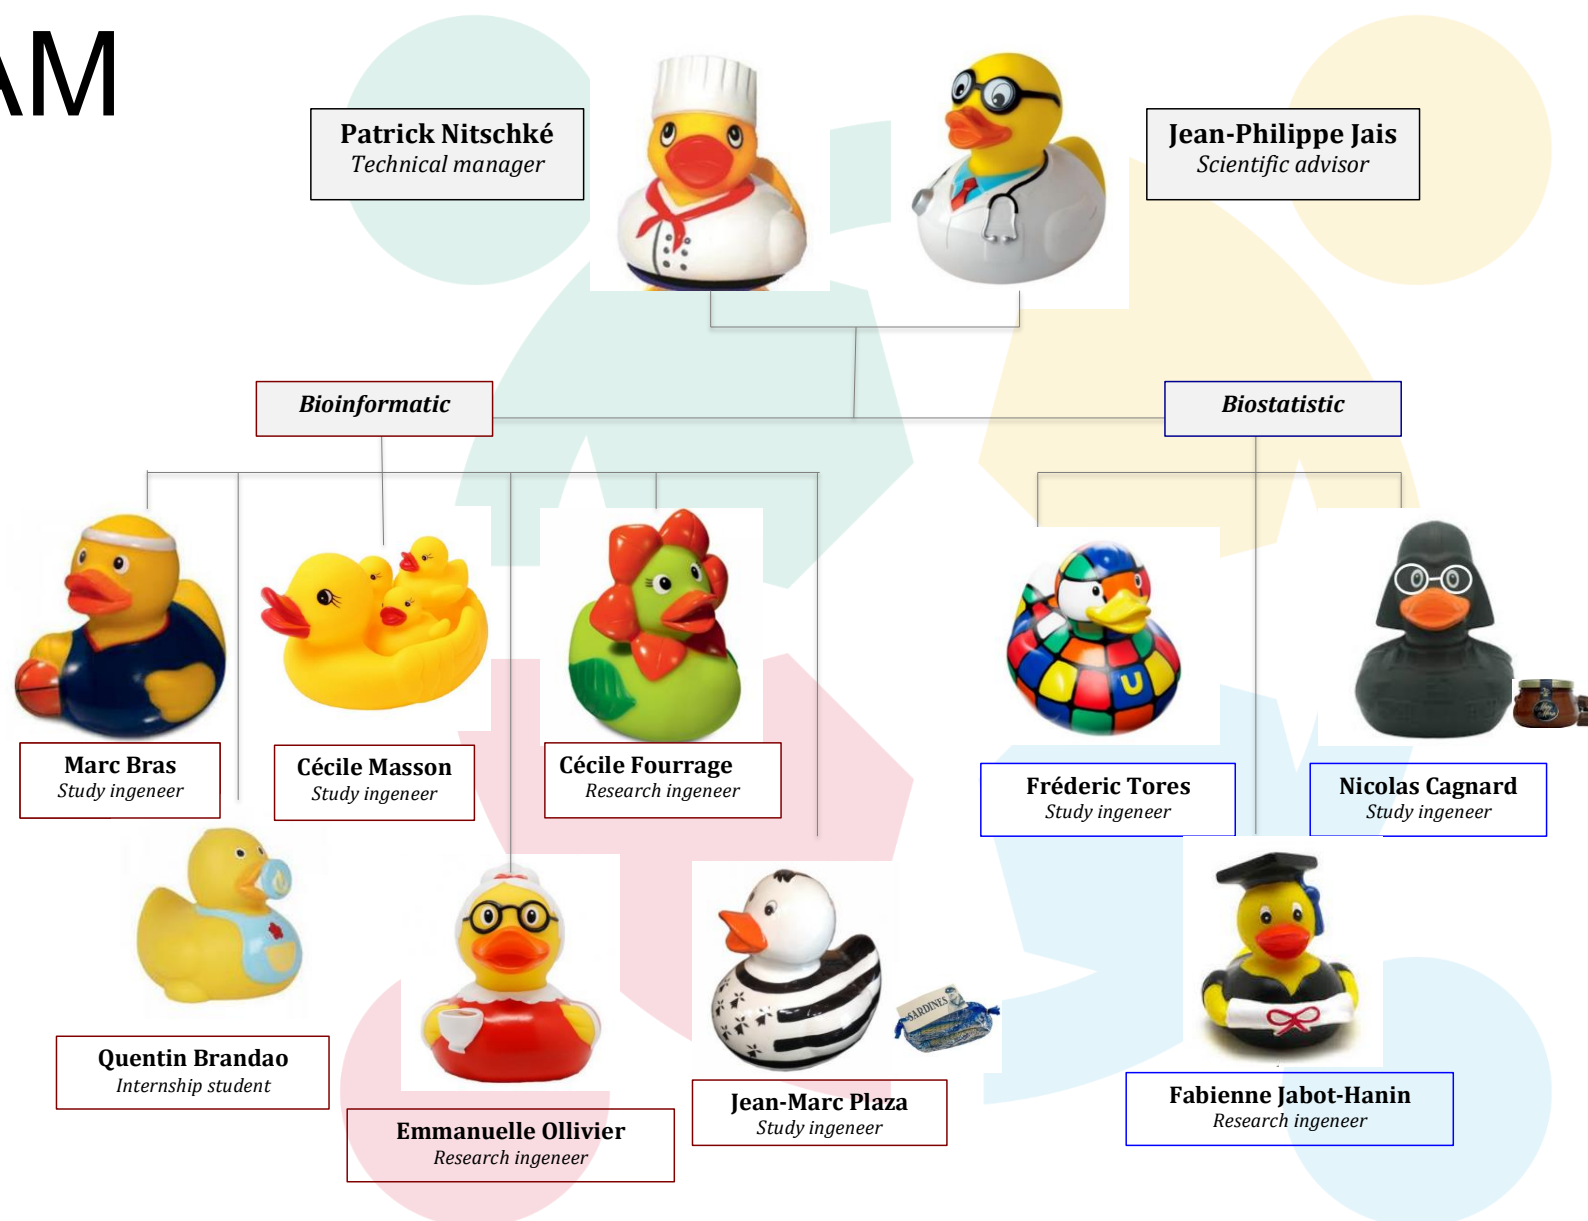 AM
Patrick Nitschké
Technical manager
Jean-Philippe Jais
Scientific advisor
Bioinformatic
Biostatistic
Marc Bras
Study ingeneer
Cécile Masson
Study ingeneer
Cécile Fourrage
Research ingeneer
Fréderic Tores
Study ingeneer
Nicolas Cagnard
Study ingeneer
U
SARDINES
Quentin Brandao
Internship student
Emmanuelle Ollivier
Research ingeneer
Jean-Marc Plaza
Study ingeneer
Fabienne Jabot-Hanin
Research ingeneer